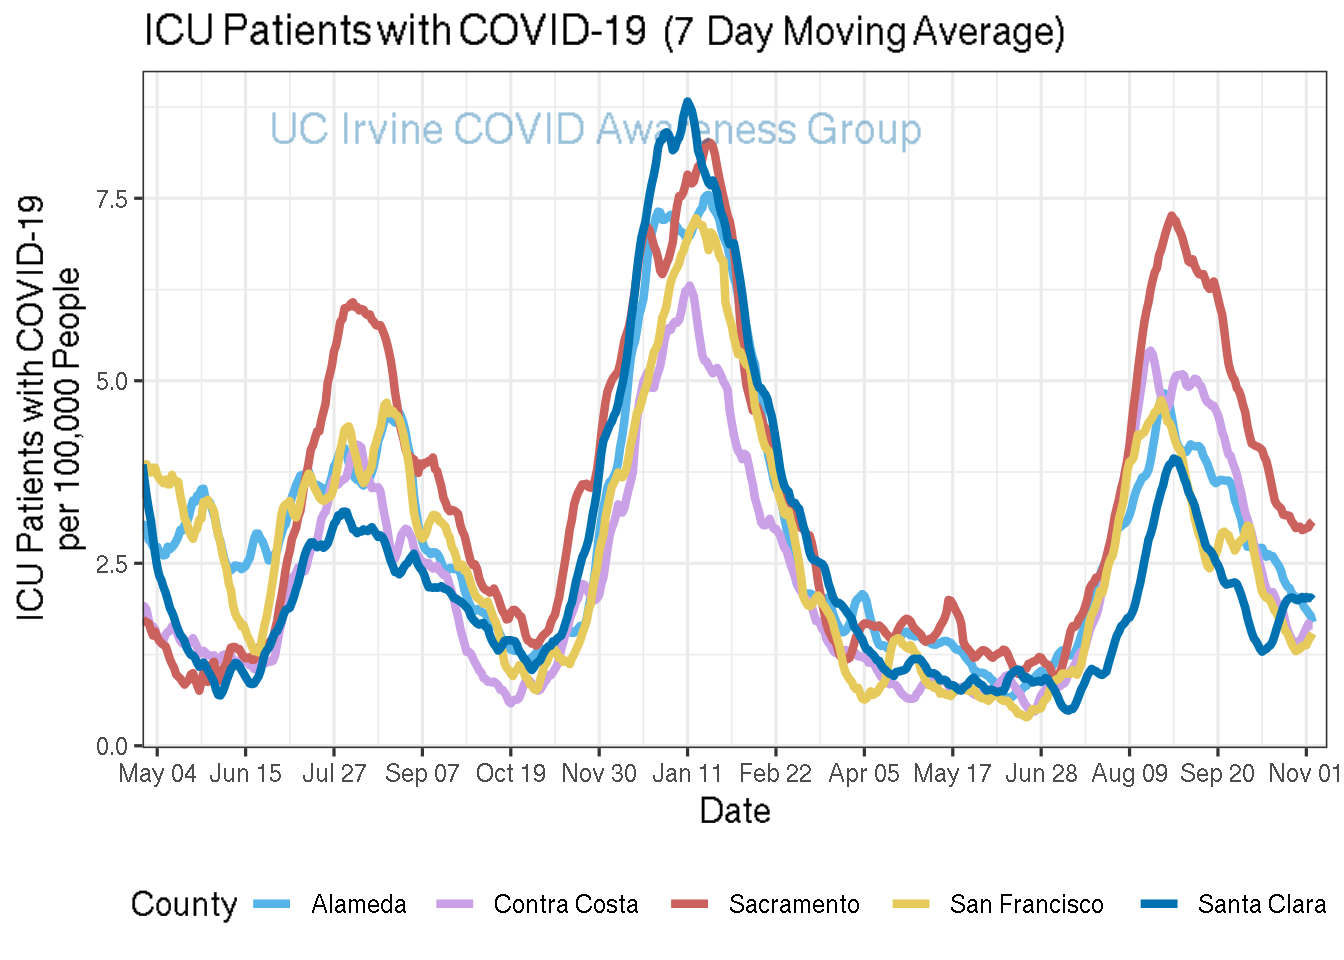 ICU Patients with COVID-19 (7 Day Moving Average)
UC Irvine COVID Awareness Group
ICU Patients with COVID-19
per 100,000 People
7.5
5.0
2.5
0.0
May 04 Jun 15 Jul 27 Sep 07 Oct 19 Nov 30 Jan 11 Feb 22 Apr 05 May 17 Jun 28 Aug 09 Sep 20 Nov 01
Date
County Alameda Contra Costa Sacramento San Francisco Santa Clara